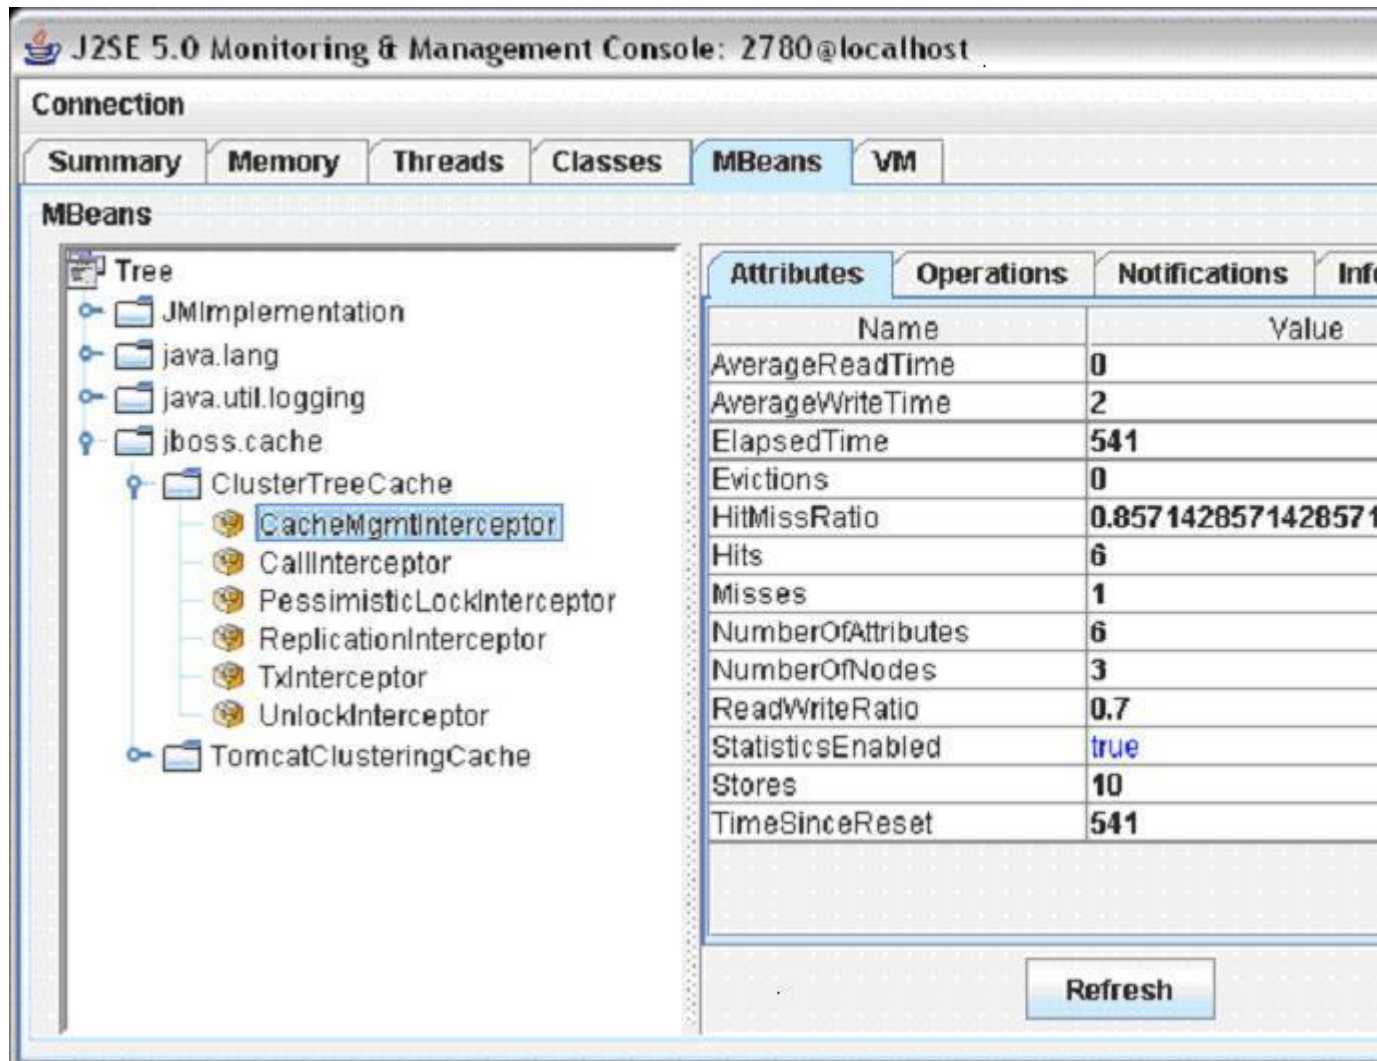 J2SE 5.0 Monitoring & Management Console: 2780@localhost
Connection
Summary Memory Threads Classes MBeans VM
MBeans
Tree
JMImplementation
java.lang
java.util.logging
jboss.cache
ClusterTreeCache
CacheMgmtInterceptor
CallInterceptor
PessimisticLockInterceptor
ReplicationInterceptor
TxInterceptor
UnlockInterceptor
TomcatClusteringCache
Attributes Operations Notifications Info
Name Value
AverageReadTime 0
AverageWriteTime 2
ElapsedTime 541
Evictions 0
HitMissRatio 0.8571428571428571
Hits 6
Misses 1
NumberOfAttributes 6
NumberOfNodes 3
ReadWriteRatio 0.7
StatisticsEnabled true
Stores 10
TimeSinceReset 541
Refresh